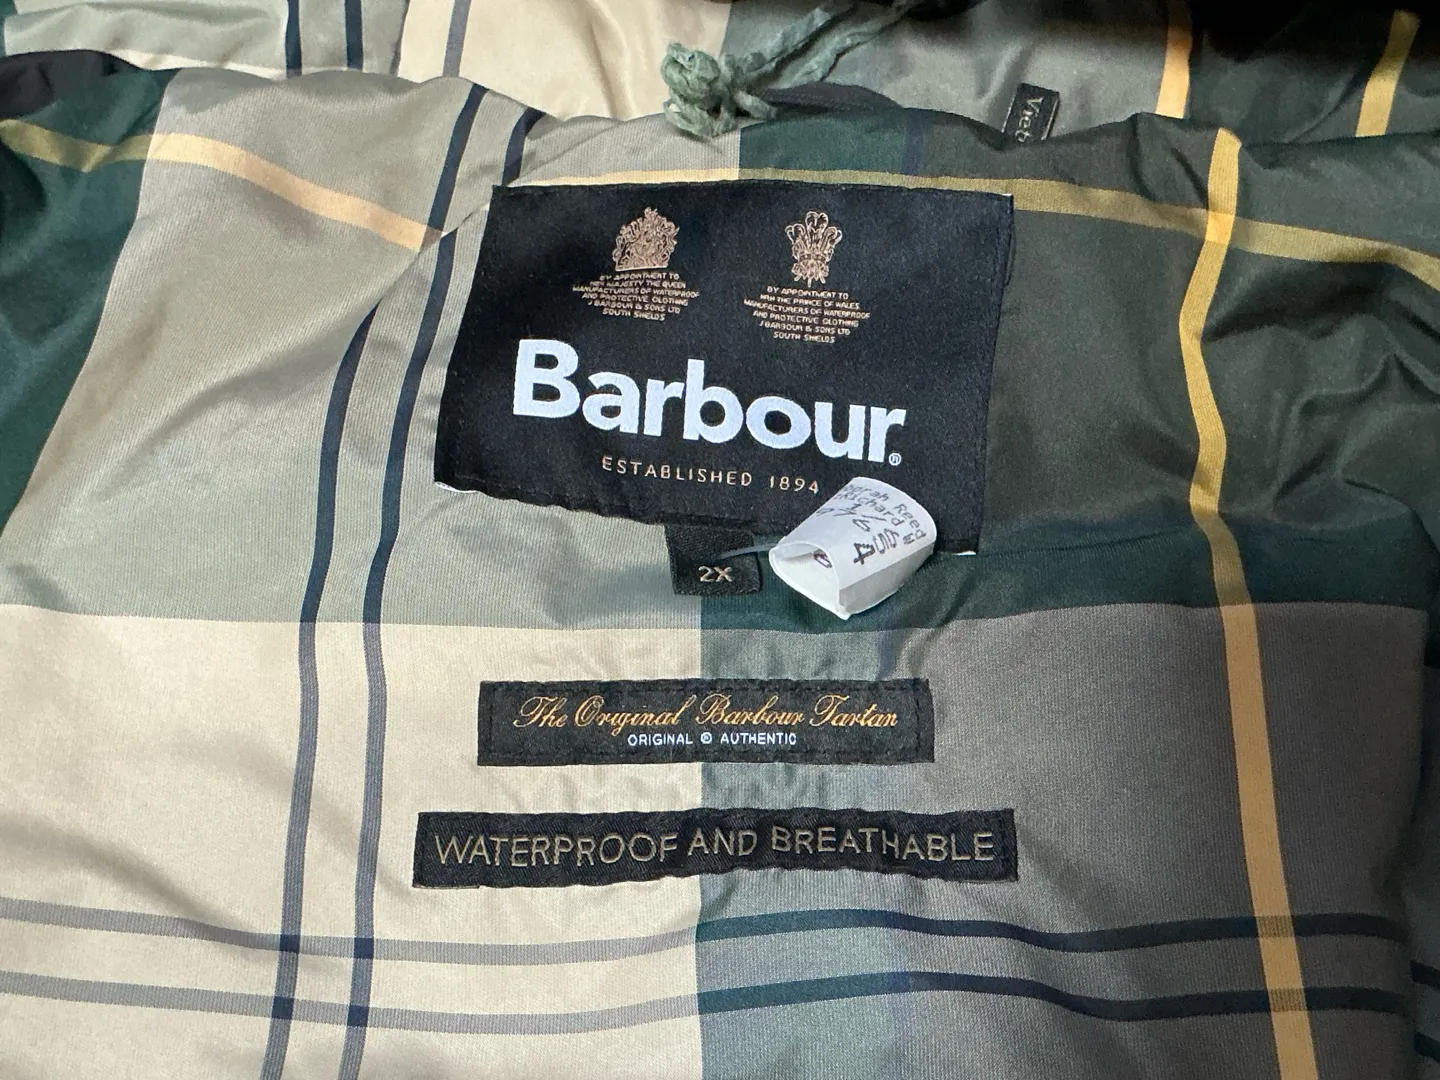 BY APPOINTMENT TO
HER MAJESTY THE QUEEN
MANUFACTURERS OF WATERPROOF
AND PROTECTIVE CLOTHING
J BARBOUR & SONS LTD
SOUTH SHIELDS
BY APPOINTMENT TO
HRH THE PRINCE OF WALES
MANUFACTURERS OF WATERPROOF
AND PROTECTIVE CLOTHING
J BARBOUR & SONS LTD
SOUTH SHIELDS
Barbour®
ESTABLISHED 1894
Reed
2X
The Original Barbour Tartan
ORIGINAL ® AUTHENTIC
WATERPROOF AND BREATHABLE